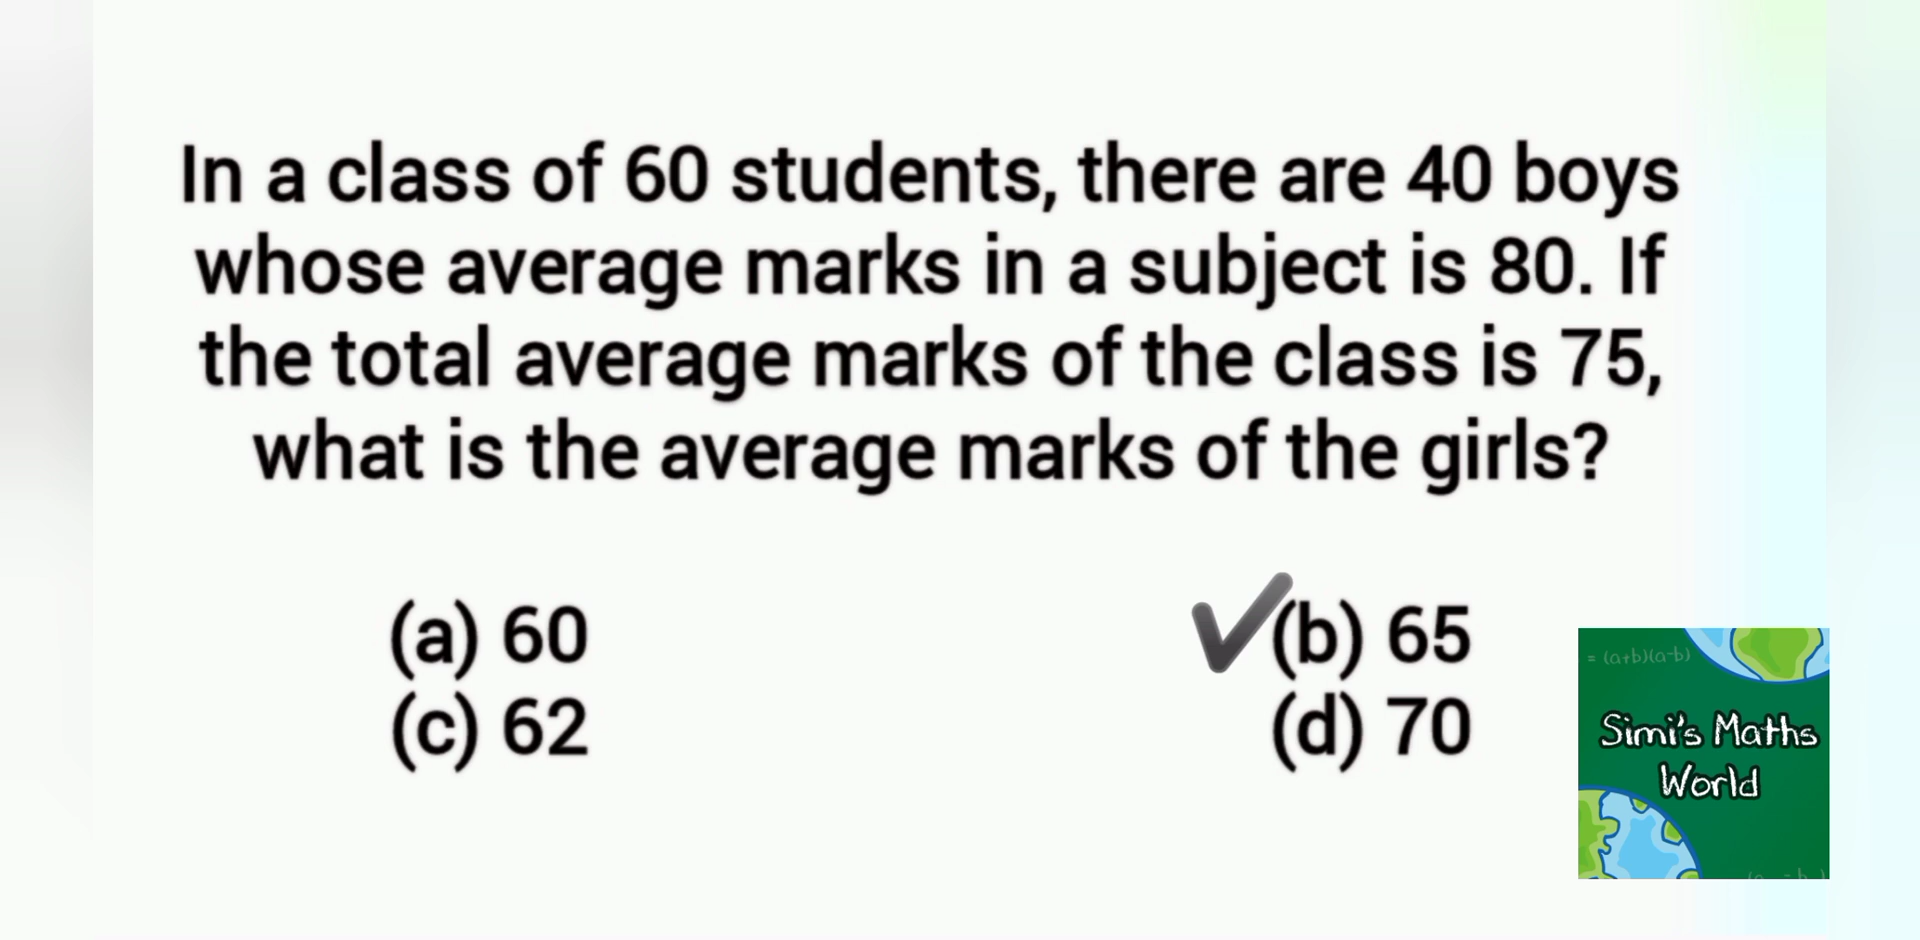 In a class of 60 students, there are 40 boys
whose average marks in a subject is 80. If
the total average marks of the class is 75,
what is the average marks of the girls?
(a) 60 (b) 65
(c) 62 (d) 70
= (a+b)(a-b)
Simi's Maths
World